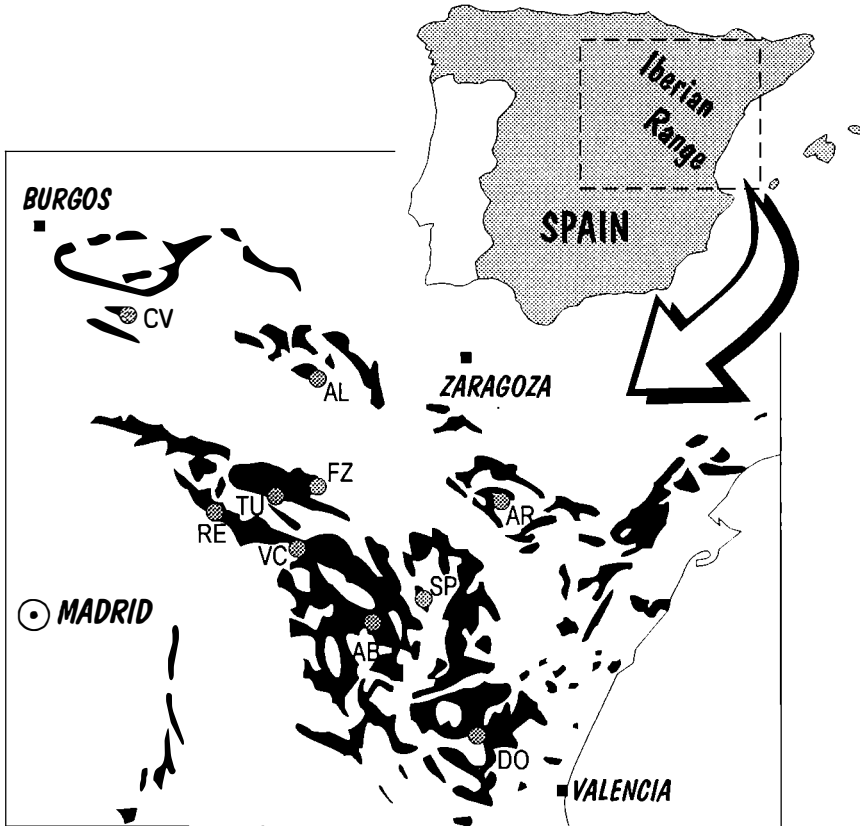 Iberian
Range
SPAIN
BURGOS
CV
AL
ZARAGOZA
FZ
TU
AR
RE
VC
SP
MADRID
AB
DO
VALENCIA